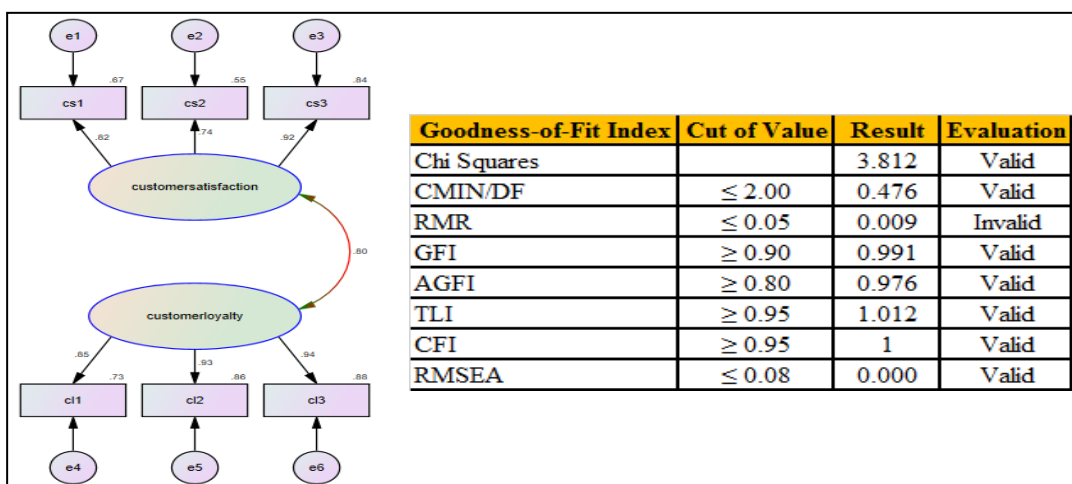 e1 e2 e3
.67 .55 .84
cs1 cs2 cs3
.82 .74 .92
customersatisfaction
.80
customerloyalty
.85 .93 .94
.73 .86 .88
cl1 cl2 cl3
e4 e5 e6
Goodness-of-Fit Index Cut of Value Result Evaluation
Chi Squares 3.812 Valid
CMIN/DF ≤ 2.00 0.476 Valid
RMR ≤ 0.05 0.009 Invalid
GFI ≥ 0.90 0.991 Valid
AGFI ≥ 0.80 0.976 Valid
TLI ≥ 0.95 1.012 Valid
CFI ≥ 0.95 1 Valid
RMSEA ≤ 0.08 0.000 Valid